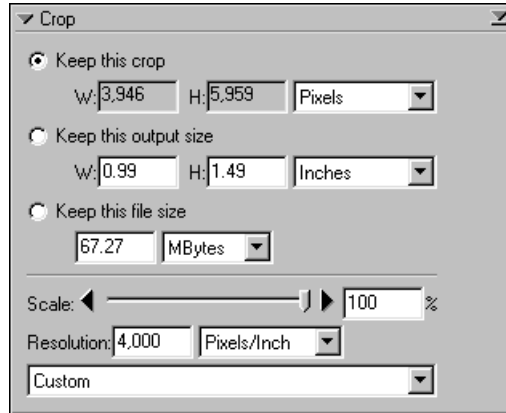 Crop
Keep this crop
W: 3,946 H: 5,959 Pixels
Keep this output size
W: 0.99 H: 1.49 Inches
Keep this file size
67.27 MBytes
Scale: 100 %
Resolution: 4,000 Pixels/Inch
Custom